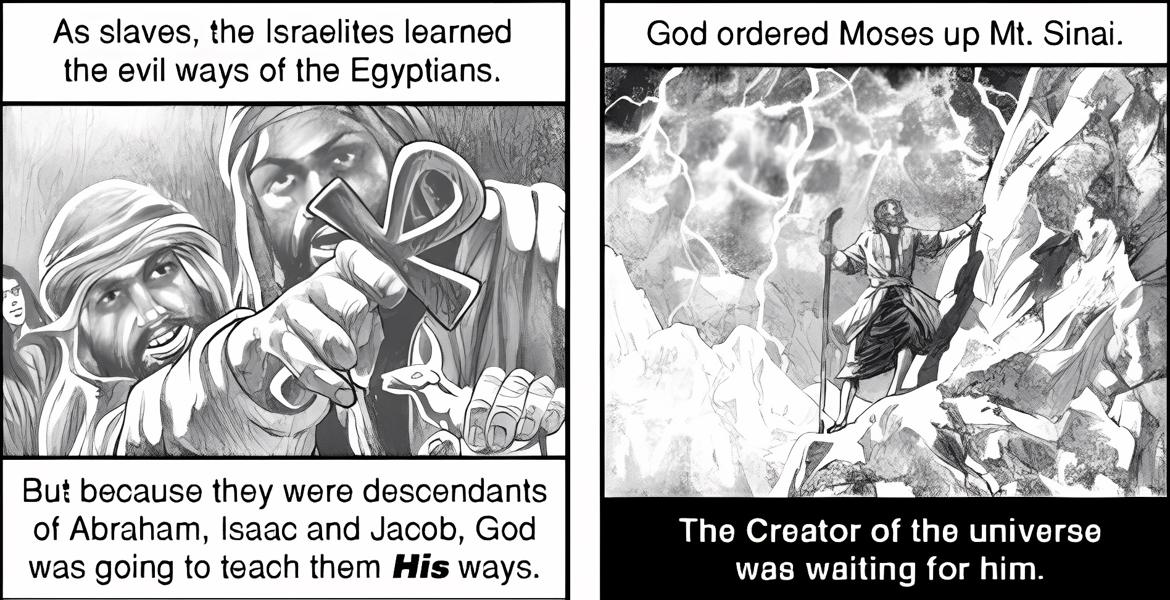 As slaves, the Israelites learned
the evil ways of the Egyptians.
But because they were descendants
of Abraham, Isaac and Jacob, God
was going to teach them His ways.
God ordered Moses up Mt. Sinai.
The Creator of the universe
was waiting for him.